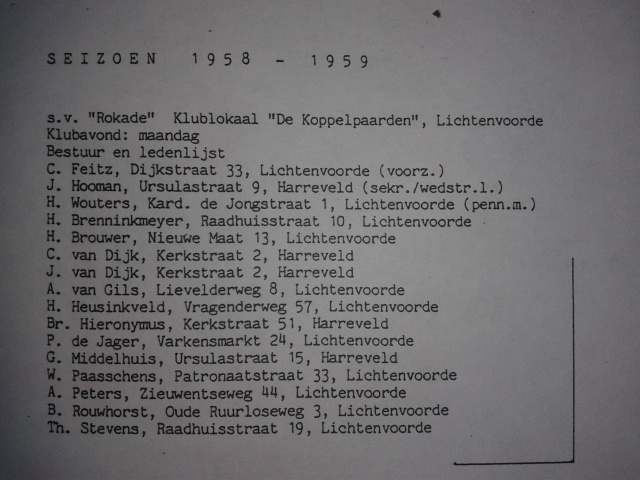 SEIZOEN 1958 - 1959
s.v. "Rokade" Klublokaal "De Koppelpaarden", Lichtenvoorde
Klubavond: maandag
Bestuur en ledenlijst
C. Feitz, Dijkstraat 33, Lichtenvoorde (voorz.)
J. Hooman, Ursulastraat 9, Harreveld (sekr./wedstr.l.)
H. Wouters, Kard. de Jongstraat 1, Lichtenvoorde (penn.m.)
H. Brenninkmeyer, Raadhuisstraat 10, Lichtenvoorde
H. Brouwer, Nieuwe Maat 13, Lichtenvoorde
C. van Dijk, Kerkstraat 2, Harreveld
J. van Dijk, Kerkstraat 2, Harreveld
A. van Gils, Lievelderweg 8, Lichtenvoorde
H. Heusinkveld, Vragenderweg 57, Lichtenvoorde
Br. Hieronymus, Kerkstraat 51, Harreveld
P. de Jager, Varkensmarkt 24, Lichtenvoorde
G. Middelhuis, Ursulastraat 15, Harreveld
W. Paasschens, Patronaatstraat 33, Lichtenvoorde
A. Peters, Zieuwentseweg 44, Lichtenvoorde
B. Rouwhorst, Oude Ruurloseweg 3, Lichtenvoorde
Th. Stevens, Raadhuisstraat 19, Lichtenvoorde